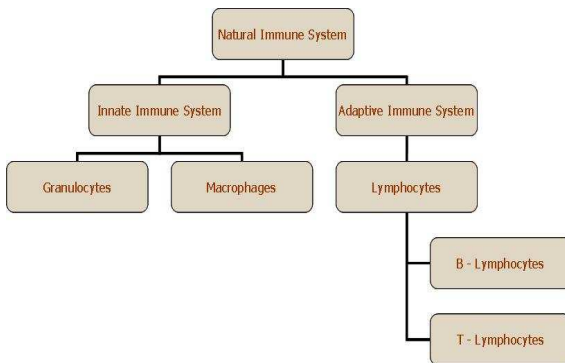 Natural Immune System
Innate Immune System
Adaptive Immune System
Granulocytes
Macrophages
Lymphocytes
B - Lymphocytes
T - Lymphocytes